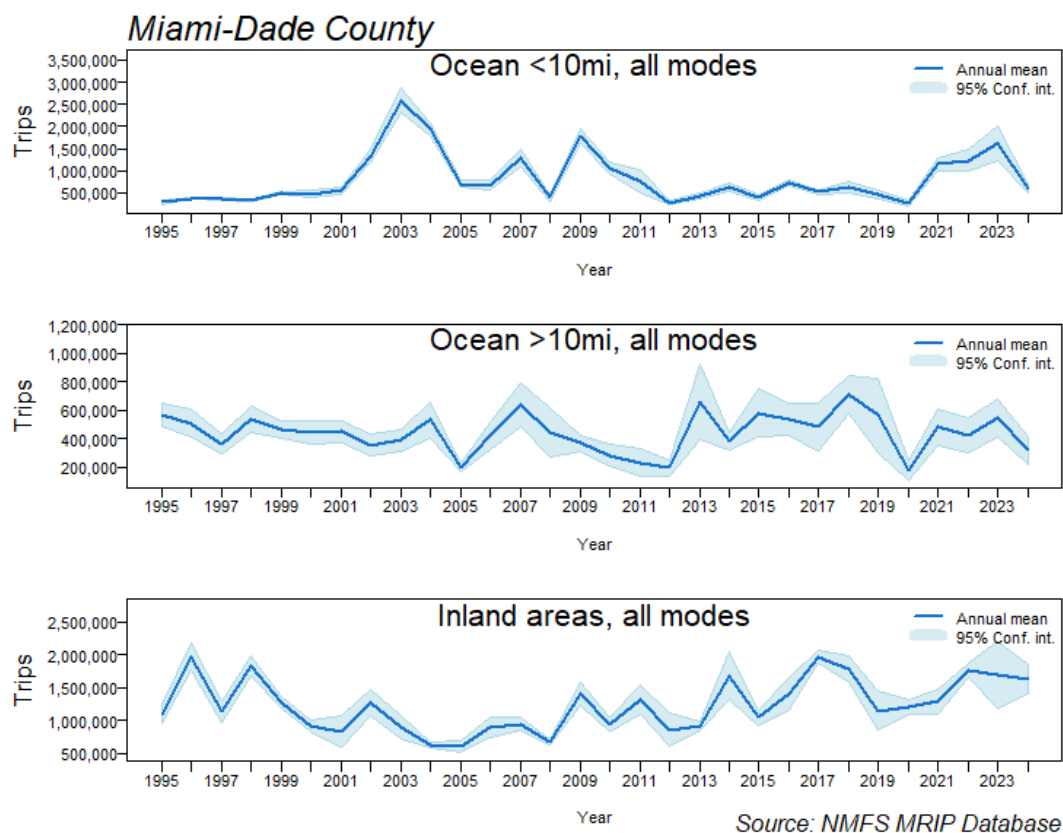 Miami-Dade County
Ocean <10mi, all modes
Annual mean
95% Conf. int.
Trips
3,500,000
3,000,000
2,500,000
2,000,000
1,500,000
1,000,000
500,000
1995 1997 1999 2001 2003 2005 2007 2009 2011 2013 2015 2017 2019 2021 2023
Year
Ocean >10mi, all modes
Annual mean
95% Conf. int.
Trips
1,200,000
1,000,000
800,000
600,000
400,000
200,000
1995 1997 1999 2001 2003 2005 2007 2009 2011 2013 2015 2017 2019 2021 2023
Year
Inland areas, all modes
Annual mean
95% Conf. int.
Trips
2,500,000
2,000,000
1,500,000
1,000,000
500,000
1995 1997 1999 2001 2003 2005 2007 2009 2011 2013 2015 2017 2019 2021 2023
Year
Source: NMFS MRIP Database